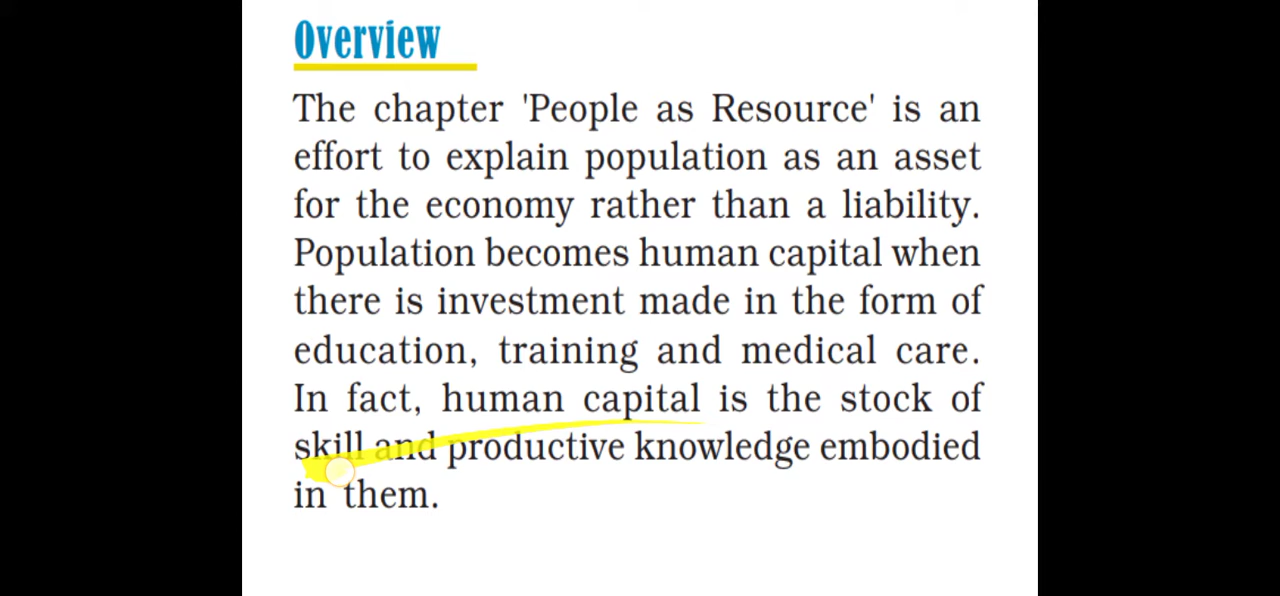 Overview
The chapter 'People as Resource' is an
effort to explain population as an asset
for the economy rather than a liability.
Population becomes human capital when
there is investment made in the form of
education, training and medical care.
In fact, human capital is the stock of
skill and productive knowledge embodied
in them.